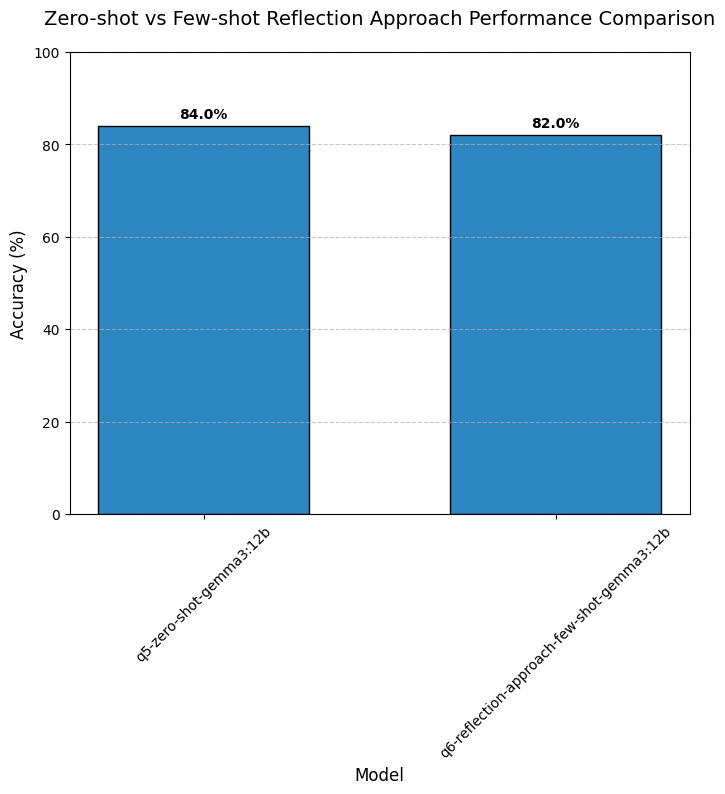 Zero-shot vs Few-shot Reflection Approach Performance Comparison
100
80
60
40
20
0
Accuracy (%)
84.0%
82.0%
q5-zero-shot-gemma3:12b
q6-reflection-approach-few-shot-gemma3:12b
Model